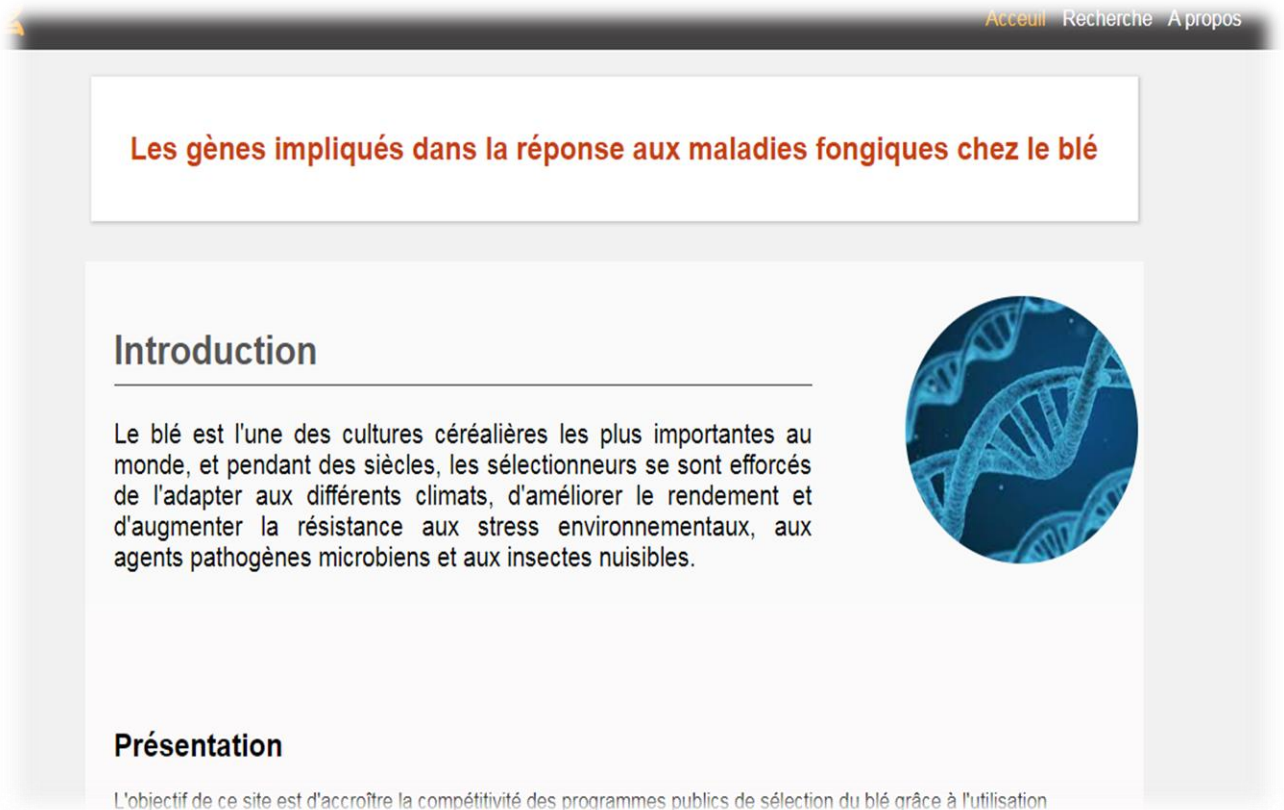 Acceuil Recherche A propos
Les gènes impliqués dans la réponse aux maladies fongiques chez le blé
Introduction
Le blé est l'une des cultures céréalières les plus importantes au
monde, et pendant des siècles, les sélectionneurs se sont efforcés
de l'adapter aux différents climats, d'améliorer le rendement et
d'augmenter la résistance aux stress environnementaux, aux
agents pathogènes microbiens et aux insectes nuisibles.
Présentation
L'objectif de ce site est d'accroître la compétitivité des programmes publics de sélection du blé grâce à l'utilisation